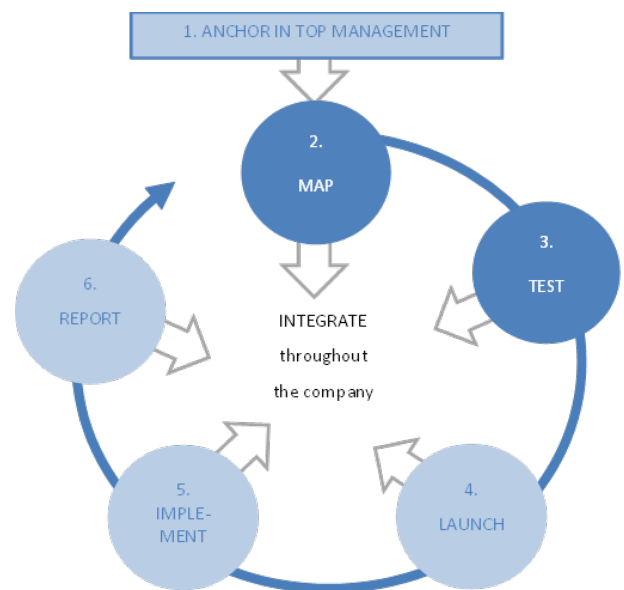 1. ANCHOR IN TOP MANAGEMENT
2.
MAP
3.
TEST
6.
REPORT
INTEGRATE
throughout
the company
5.
IMPLE-
MENT
4.
LAUNCH